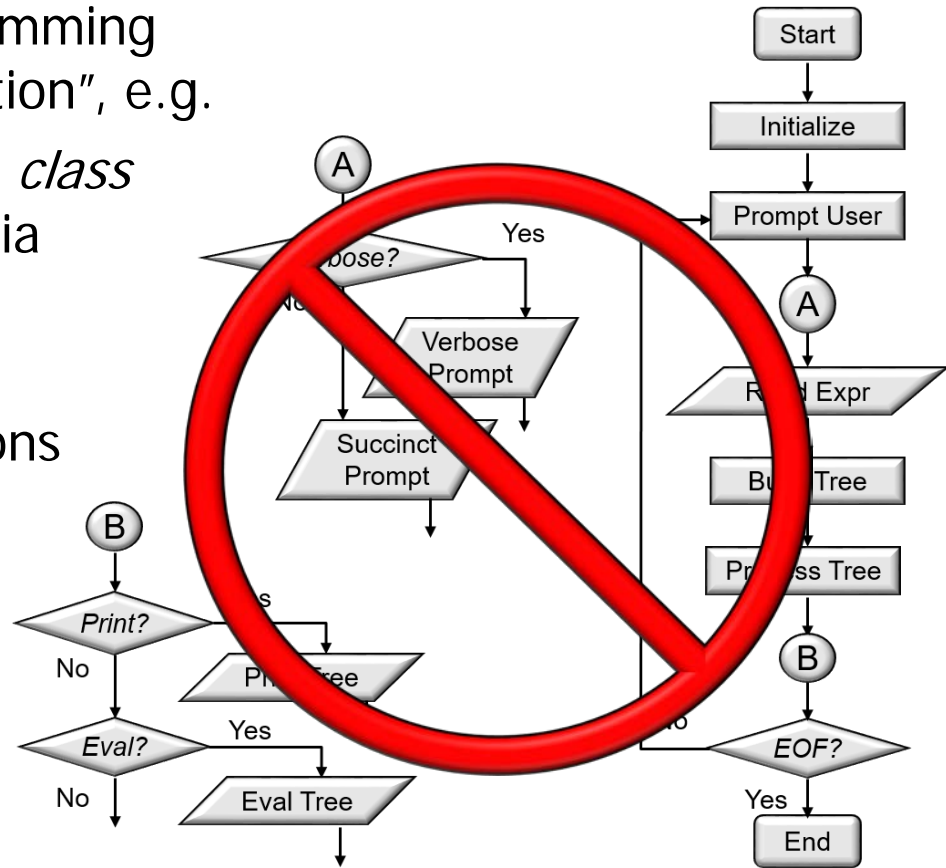 mming
tion”, e.g.
class
ia
ons
Start
Initialize
Prompt User
A
Expr
Tree
Tree
B
EOF?
Yes
End
A
Yes
Verbose
Prompt
Succinct
Prompt
B
Print?
No
Eval?
Yes
No
Eval Tree